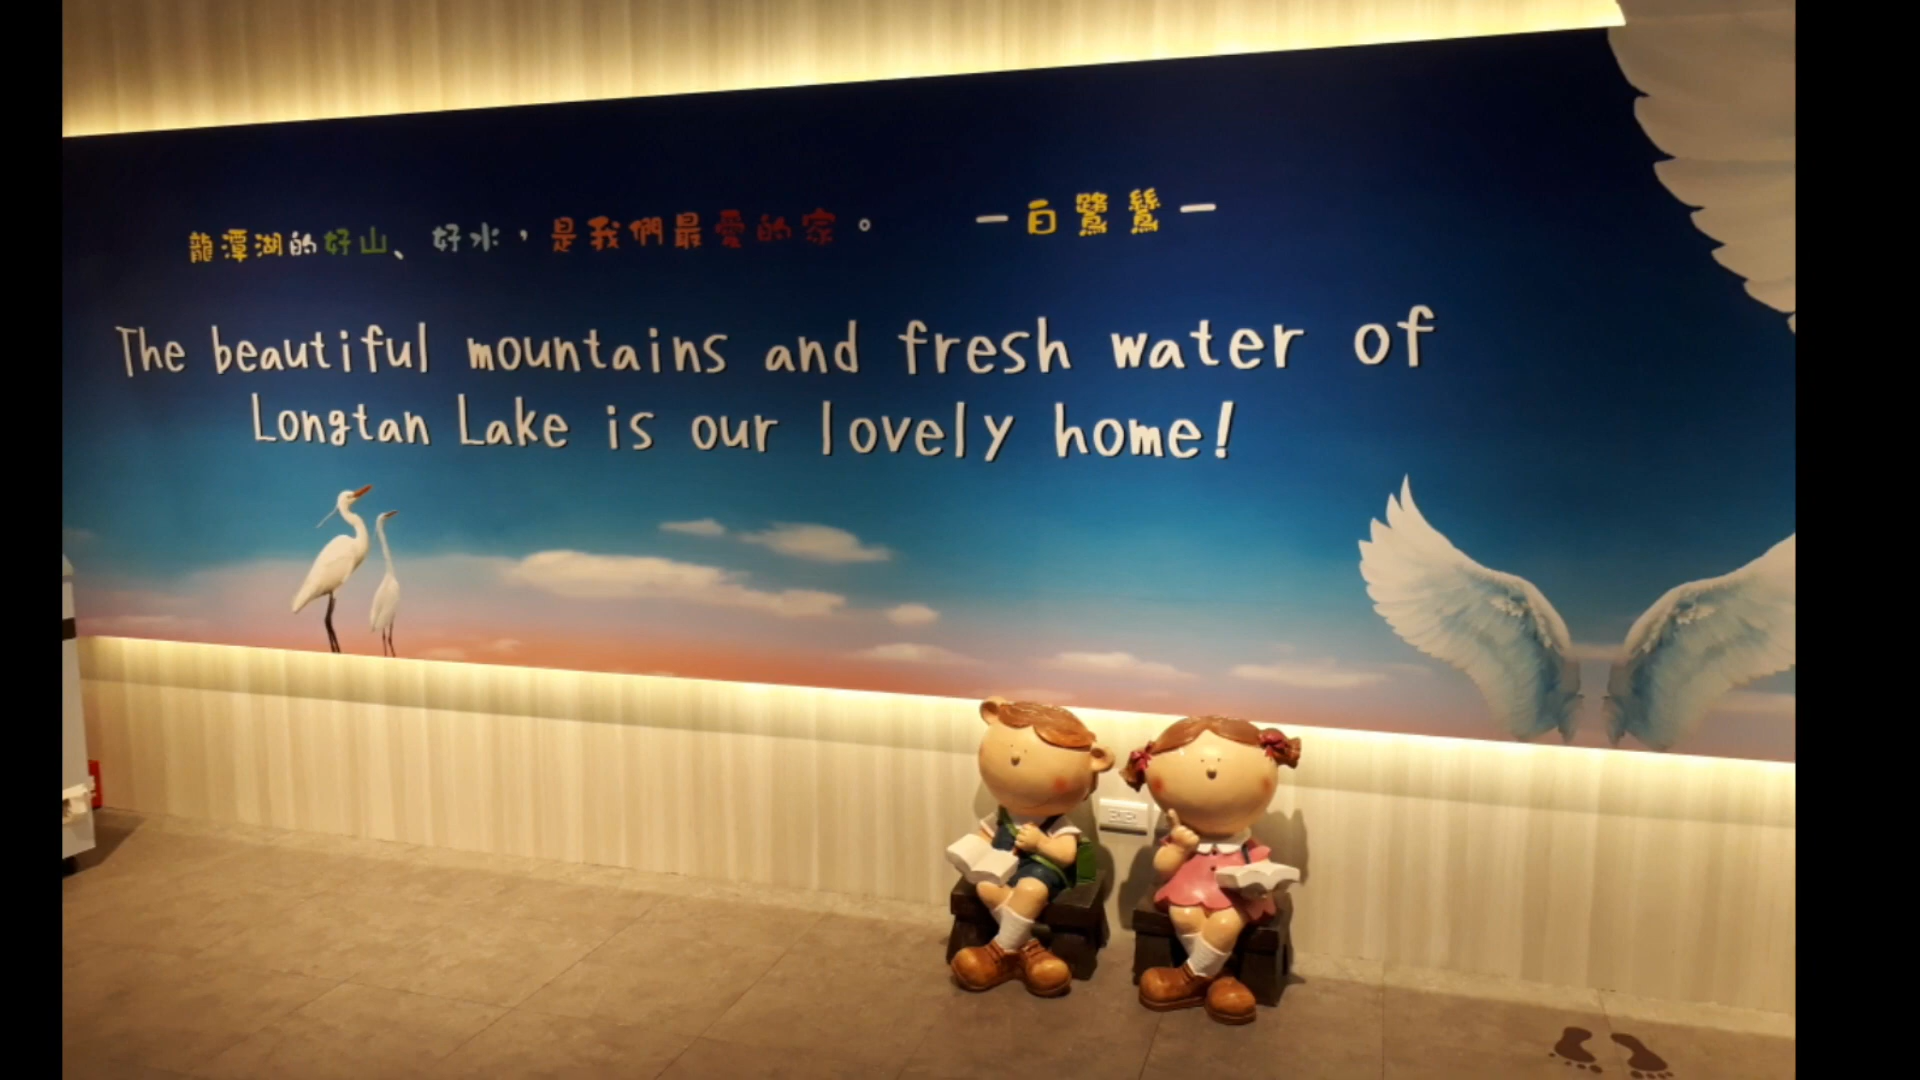 龍潭湖的好山、好水，是我們最愛的家。 —白鷺鷥—
The beautiful mountains and fresh water of
Longtan Lake is our lovely home!